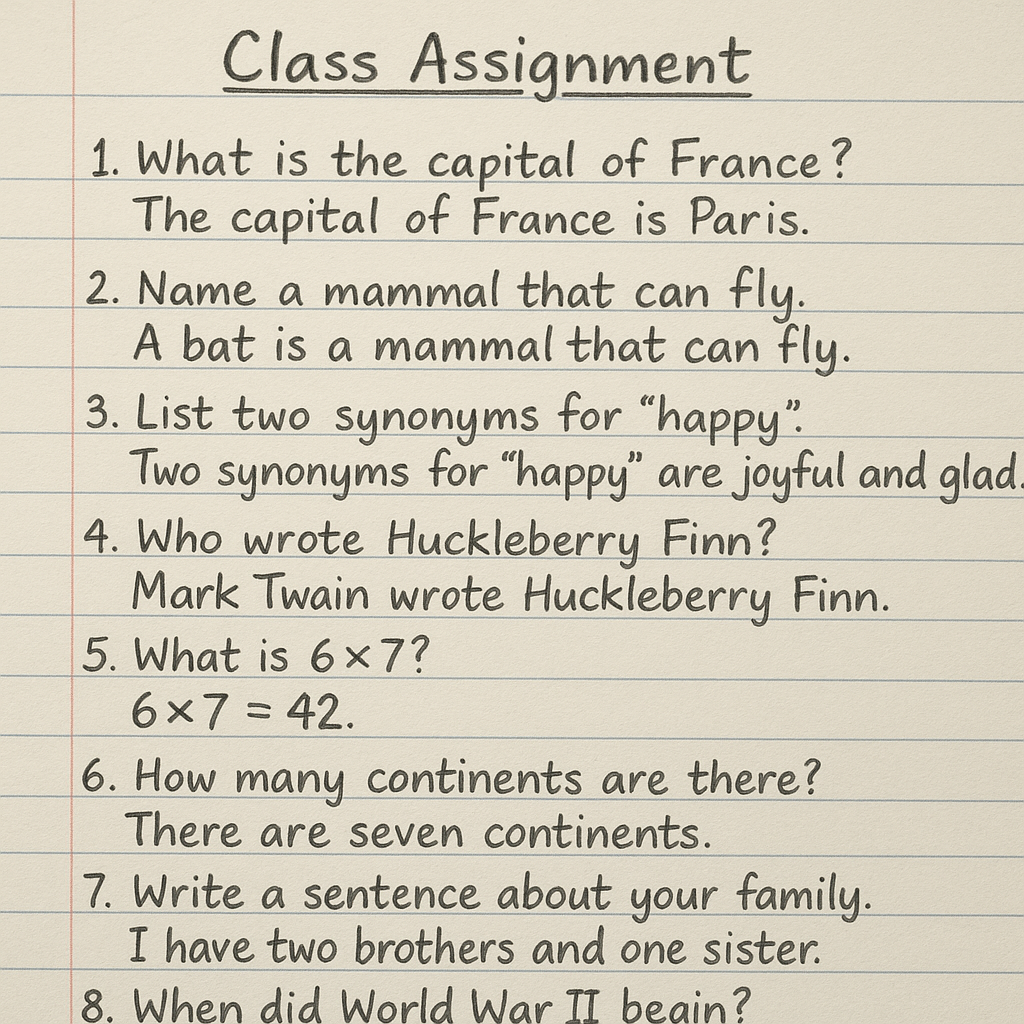 Class Assignment
1. What is the capital of France?
The capital of France is Paris.
2. Name a mammal that can fly.
A bat is a mammal that can fly.
3. List two synonyms for “happy”.
Two synonyms for “happy” are joyful and glad.
4. Who wrote Huckleberry Finn?
Mark Twain wrote Huckleberry Finn.
5. What is 6×7?
6×7 = 42.
6. How many continents are there?
There are seven continents.
7. Write a sentence about your family.
I have two brothers and one sister.
8. When did World War II begin?